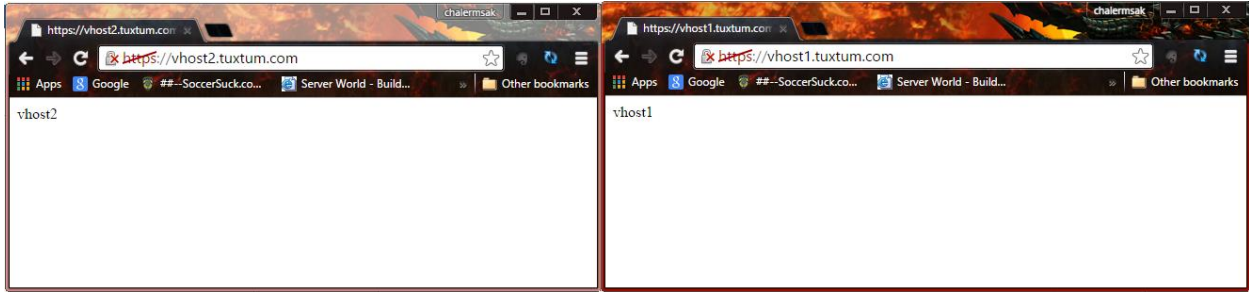 chalermsak
https://vhost2.tuxtum.com
https://vhost2.tuxtum.com
Apps Google ##--SoccerSuck.co... Server World - Build... » Other bookmarks
vhost2
chalermsak
https://vhost1.tuxtum.com
https://vhost1.tuxtum.com
Apps Google ##--SoccerSuck.co... Server World - Build... » Other bookmarks
vhost1